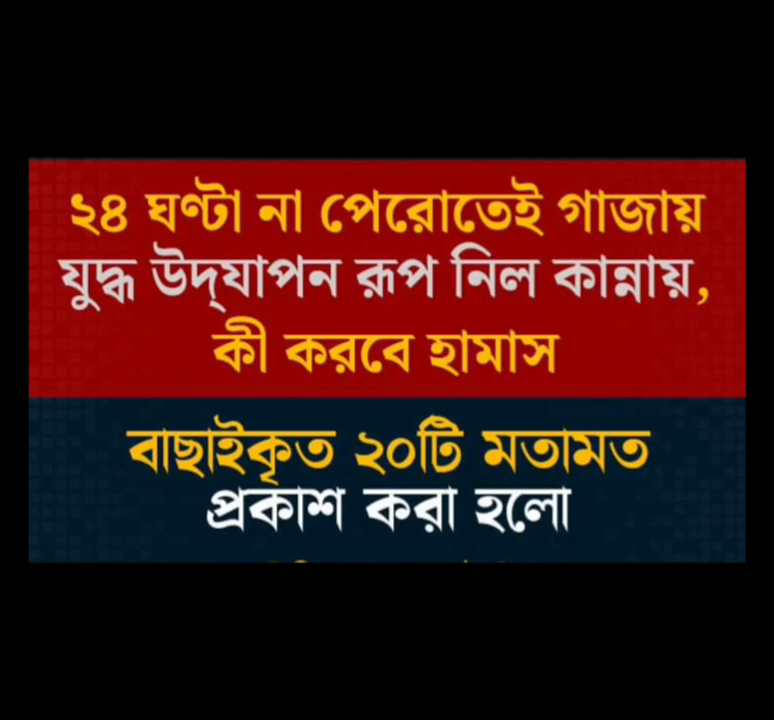 ২৪ ঘণ্টা না পেরোতেই গাজায়
যুদ্ধ উদ্‌যাপন রূপ নিল কান্নায়,
কী করবে হামাস
বাছাইকৃত ২০টি মতামত
প্রকাশ করা হলো